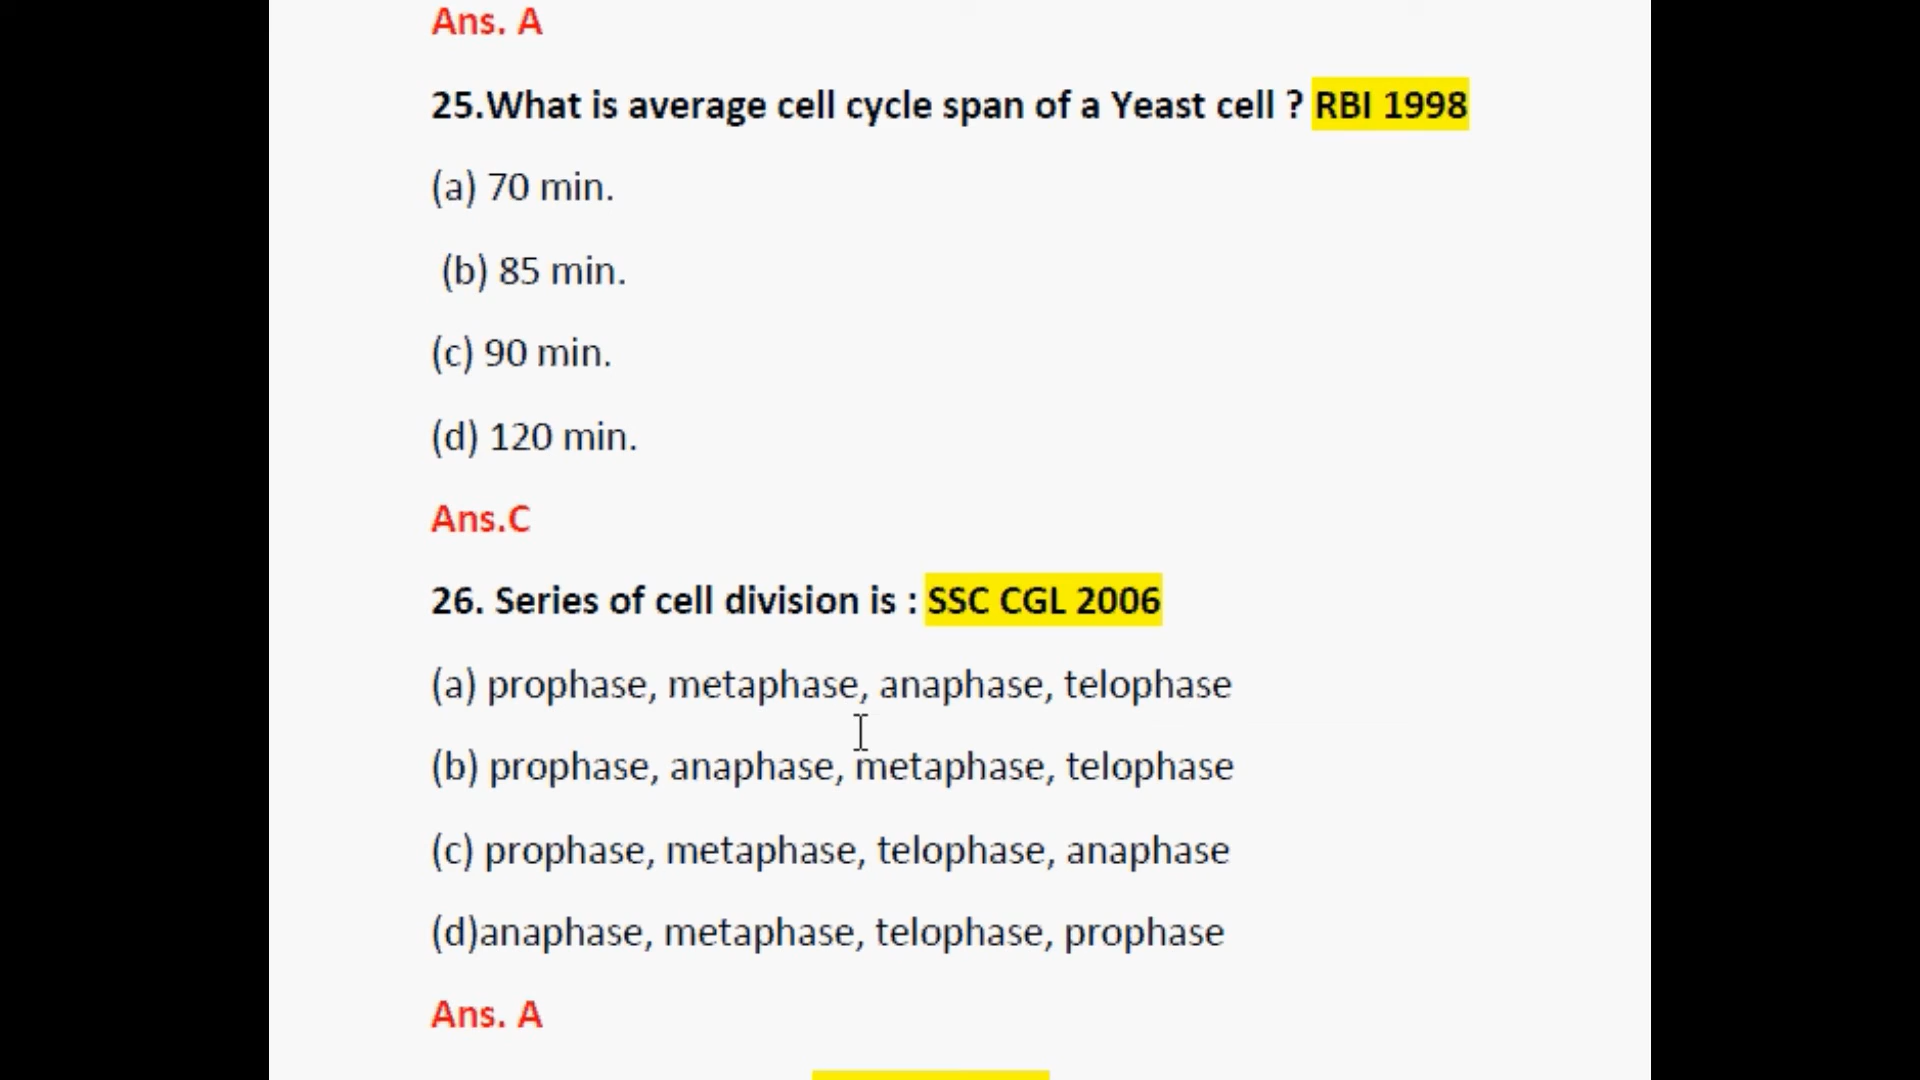 Ans. A
25.What is average cell cycle span of a Yeast cell ? RBI 1998
(a) 70 min.
(b) 85 min.
(c) 90 min.
(d) 120 min.
Ans.C
26. Series of cell division is : SSC CGL 2006
(a) prophase, metaphase, anaphase, telophase
(b) prophase, anaphase, metaphase, telophase
(c) prophase, metaphase, telophase, anaphase
(d)anaphase, metaphase, telophase, prophase
Ans. A